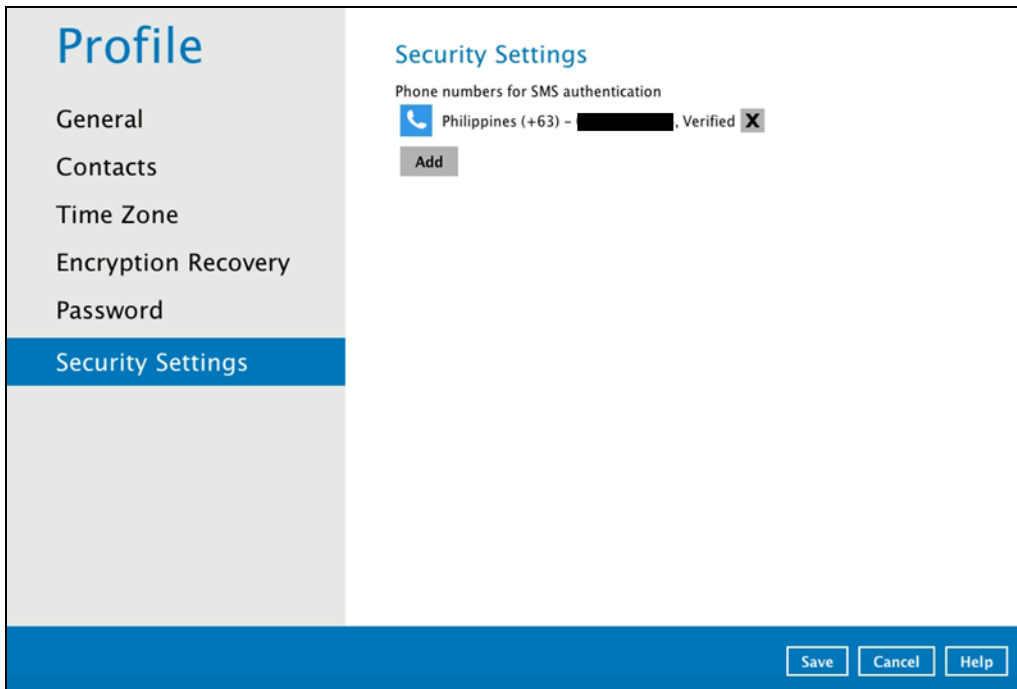 Profile
General
Contacts
Time Zone
Encryption Recovery
Password
Security Settings
Security Settings
Phone numbers for SMS authentication
Philippines (+63) – , Verified X
Add
Save Cancel Help